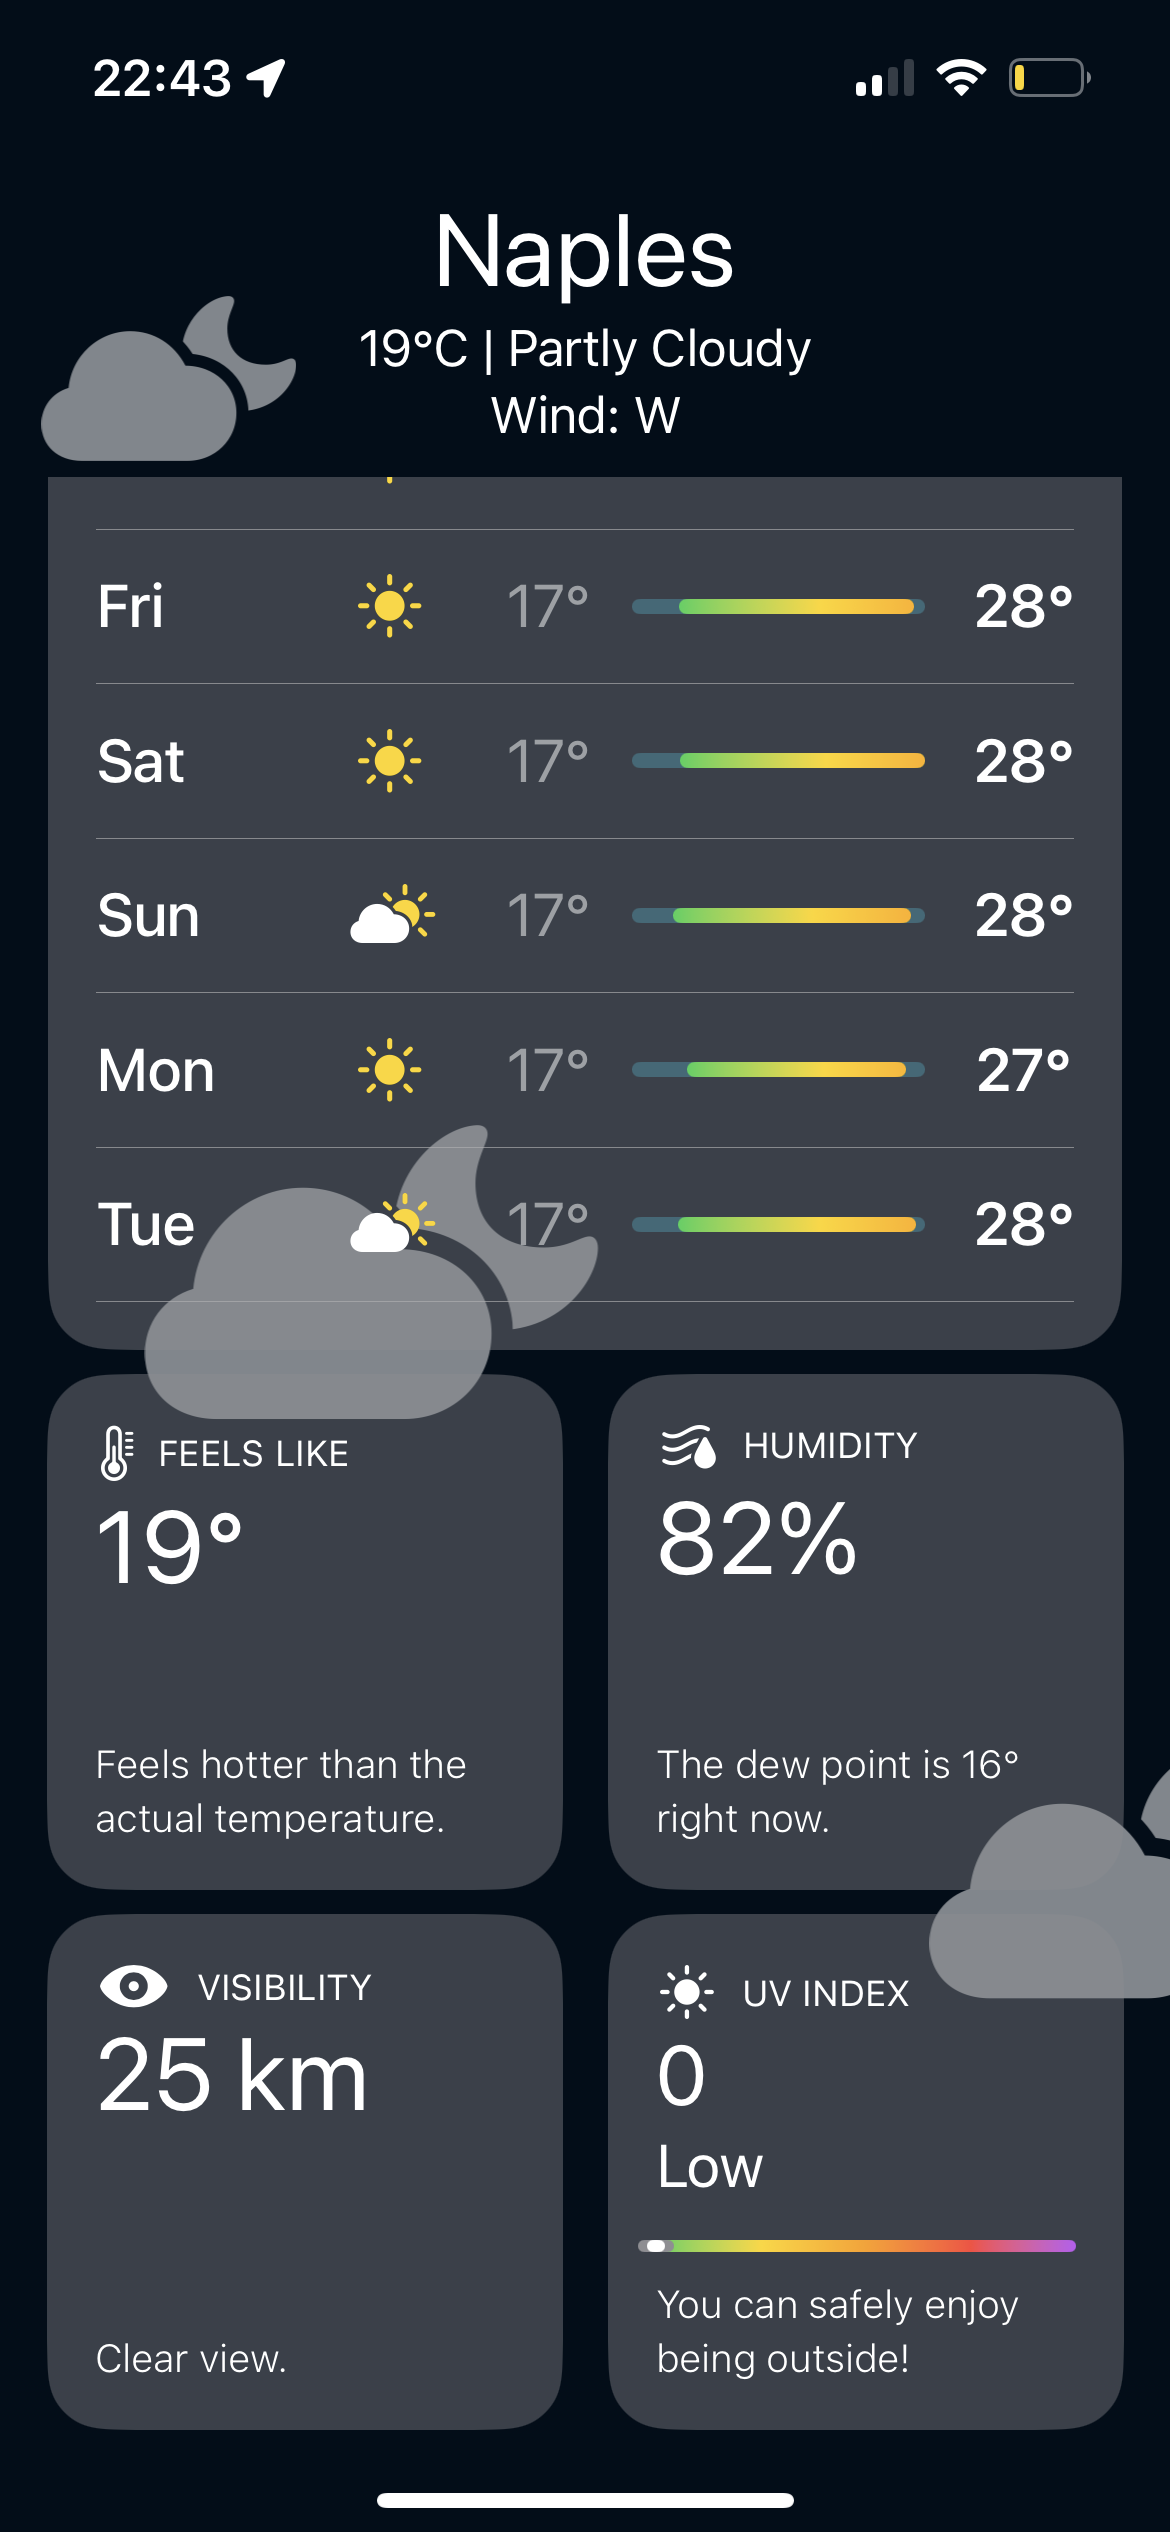 22:43
Naples
19°C | Partly Cloudy
Wind: W
Fri 17° 28°
Sat 17° 28°
Sun 17° 28°
Mon 17° 27°
Tue 17° 28°
FEELS LIKE
19°
Feels hotter than the
actual temperature.
HUMIDITY
82%
The dew point is 16°
right now.
VISIBILITY
25 km
Clear view.
UV INDEX
0
Low
You can safely enjoy
being outside!